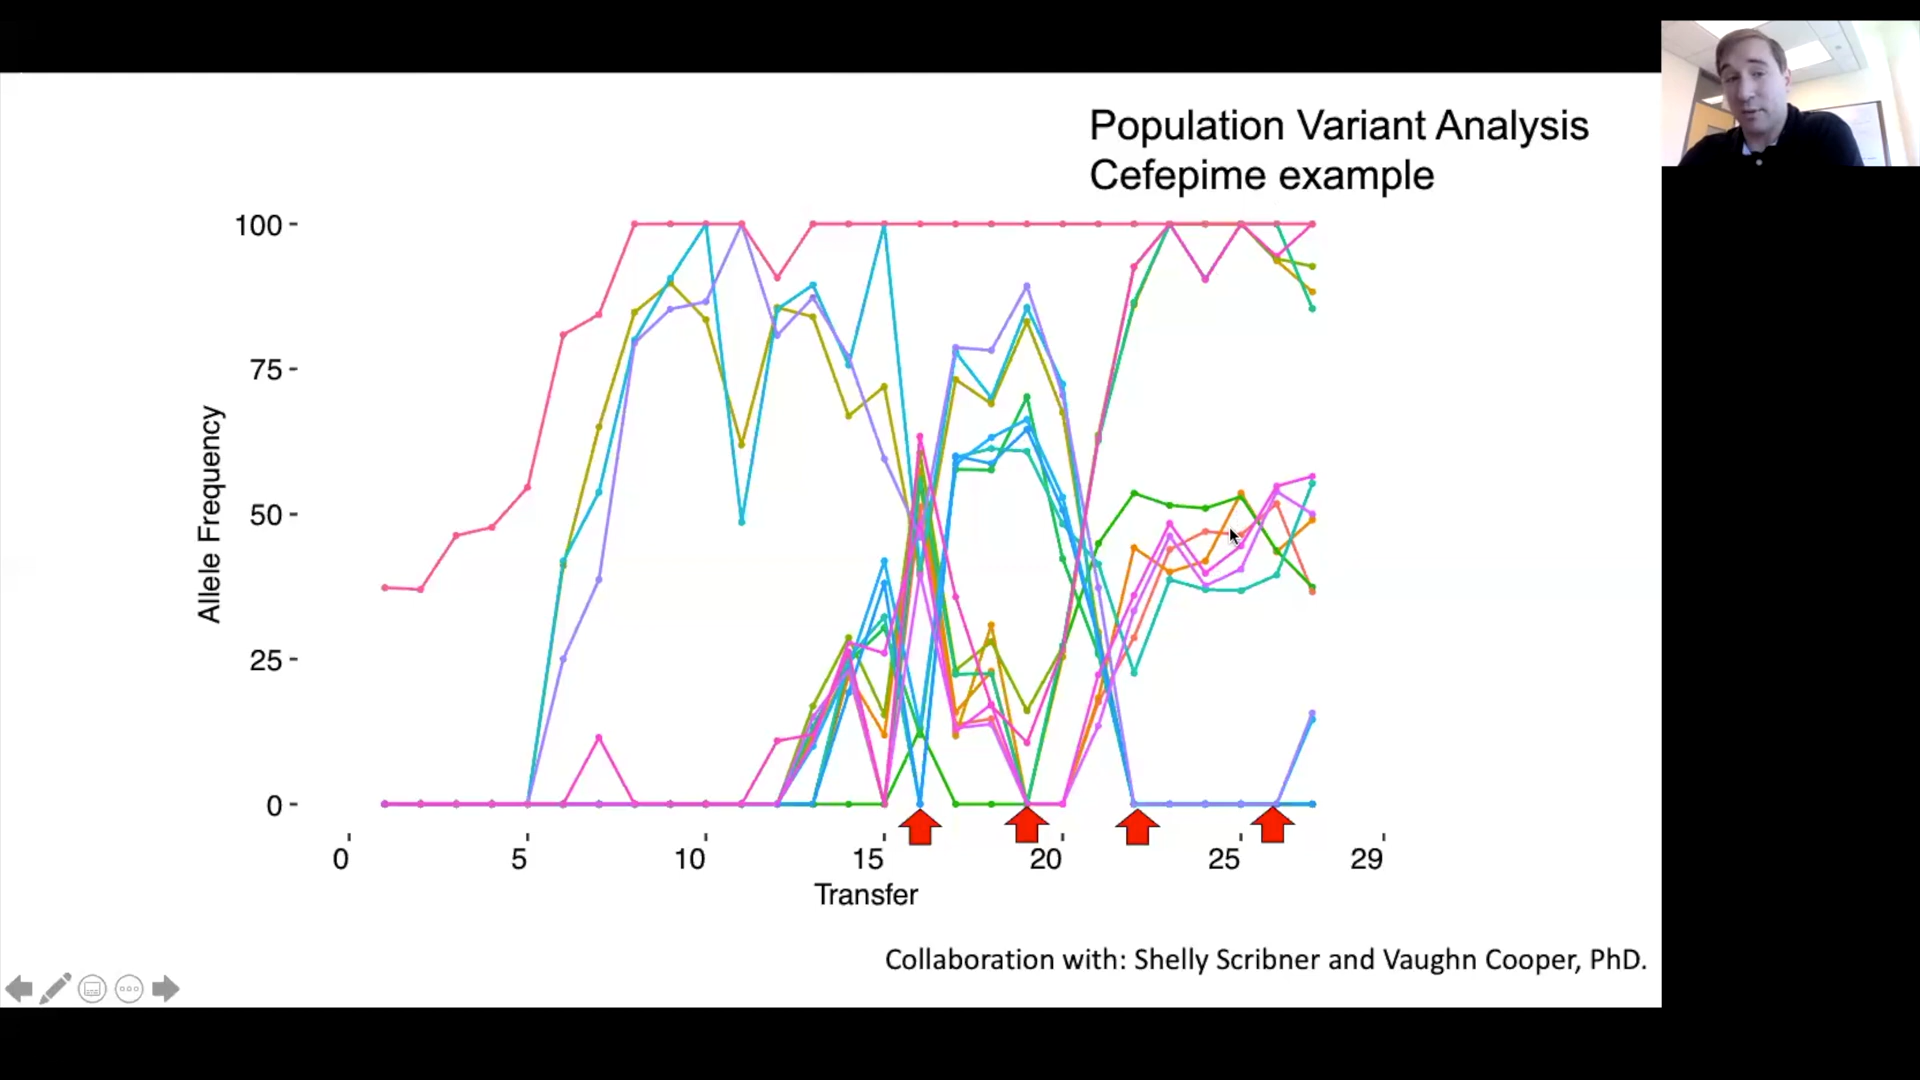 Population Variant Analysis
Cefepime example
100
75
50
25
0
Allele Frequency
0 5 10 15 20 25 29
Transfer
Collaboration with: Shelly Scribner and Vaughn Cooper, PhD.